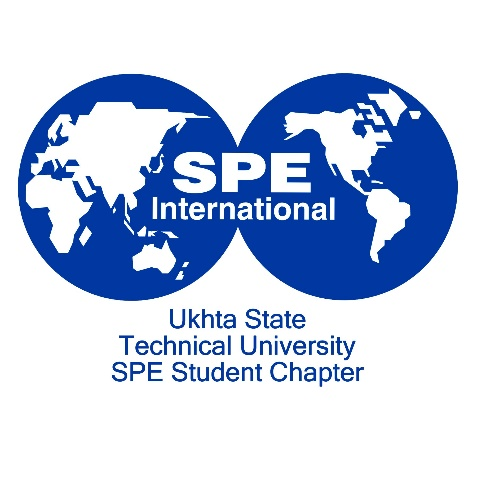 SPE
International
Ukhta State
Technical University
SPE Student Chapter